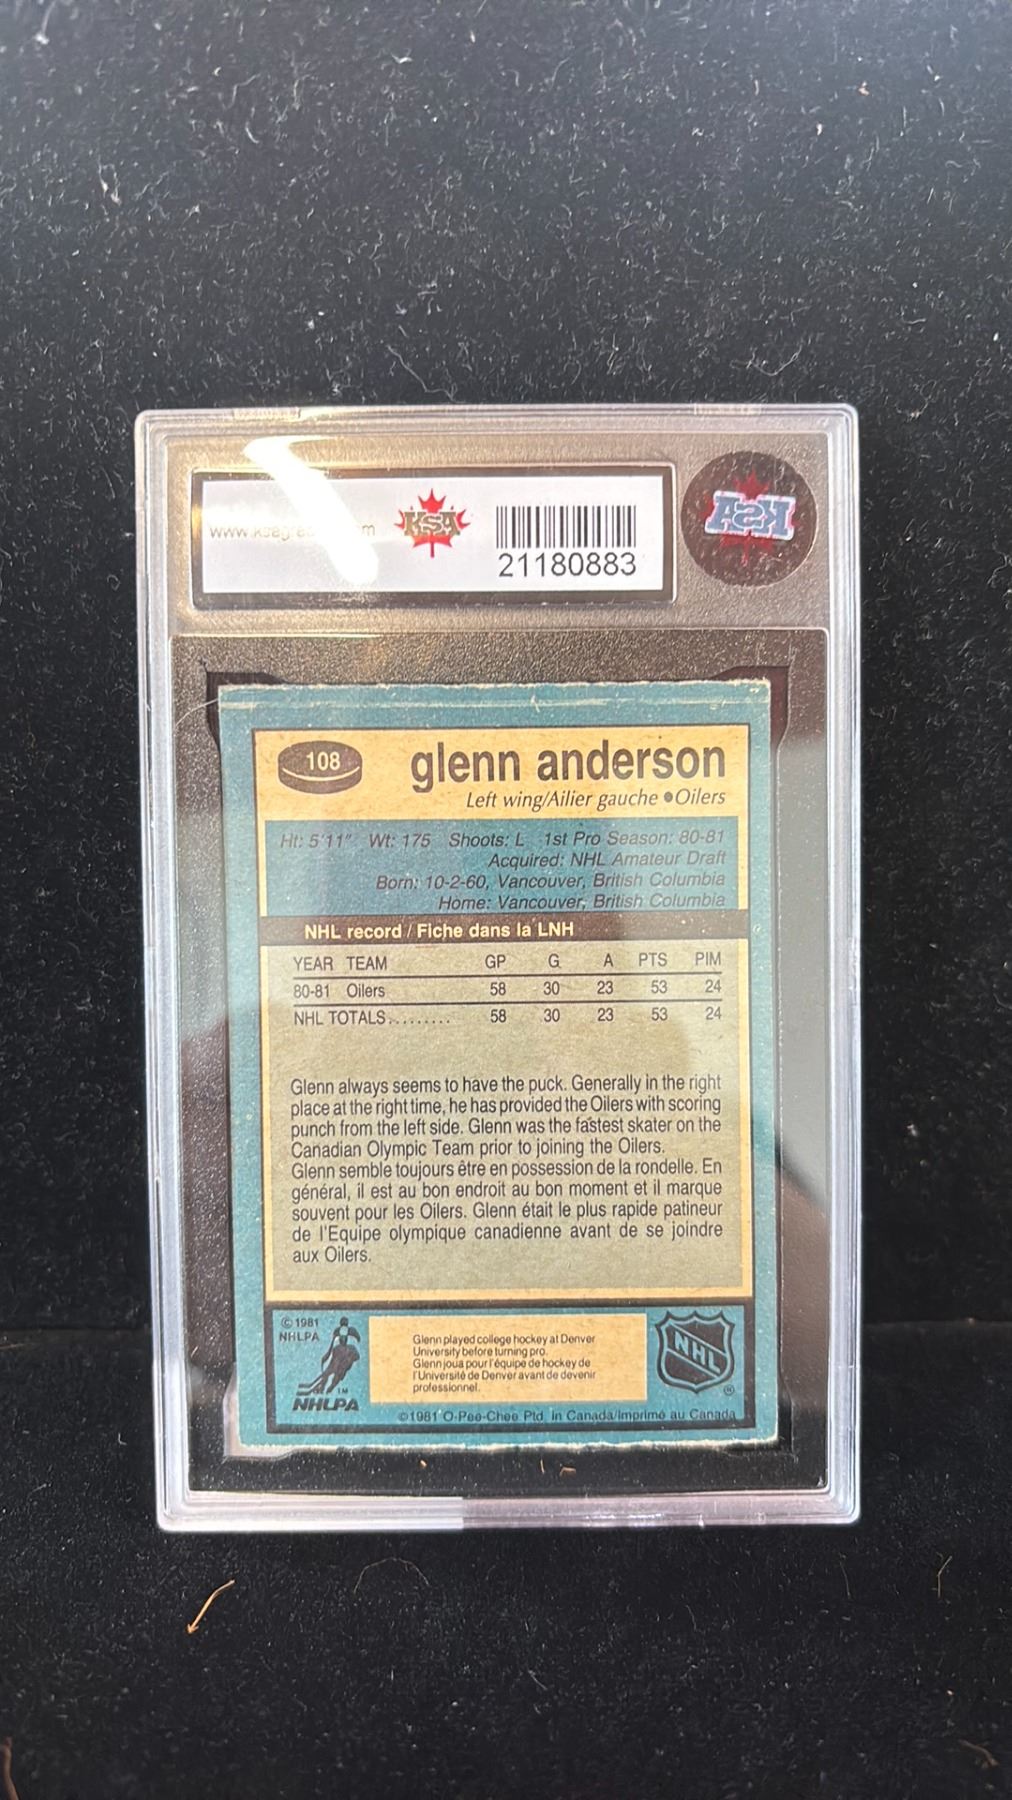 KSA
21180883
KSA
108
glenn anderson
Left wing/Ailier gauche ●Oilers
Ht: 5'11" Wt: 175 Shoots: L 1st Pro Season: 80-81
Acquired: NHL Amateur Draft
Born: 10-2-60, Vancouver, British Columbia
Home: Vancouver, British Columbia
NHL record / Fiche dans la LNH
YEAR TEAM GP G A PTS PIM
80-81 Oilers 58 30 23 53 24
NHL TOTALS......... 58 30 23 53 24
Glenn always seems to have the puck. Generally in the right
place at the right time, he has provided the Oilers with scoring
punch from the left side. Glenn was the fastest skater on the
Canadian Olympic Team prior to joining the Oilers.
Glenn semble toujours être en possession de la rondelle. En
général, il est au bon endroit au bon moment et il marque
souvent pour les Oilers. Glenn était le plus rapide patineur
de l'Equipe olympique canadienne avant de se joindre
aux Oilers.
© 1981
NHLPA
TM
NHLPA
Glenn played college hockey at Denver
University before turning pro.
Glenn joua pour l'équipe de hockey de
l'Université de Denver avant de devenir
professionnel.
NHL
®
©1981 O-Pee-Chee Ptd. in Canada/Imprimé au Canada